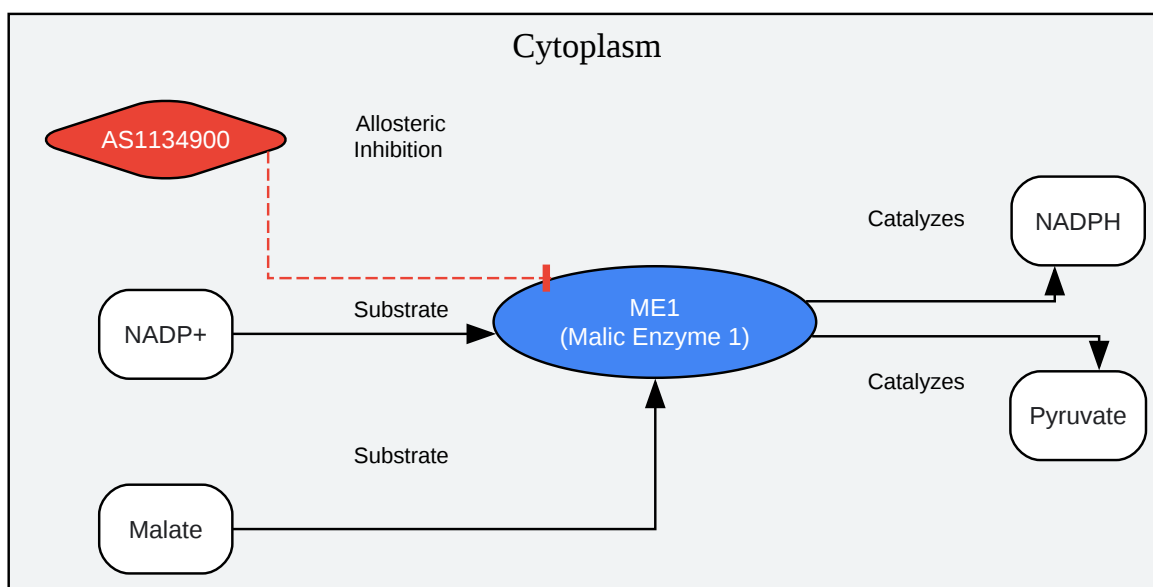 Cytoplasm
AS1134900
Allosteric
Inhibition
Catalyzes
NADPH
NADP+
Substrate
ME1
(Malic Enzyme 1)
Catalyzes
Pyruvate
Substrate
Malate